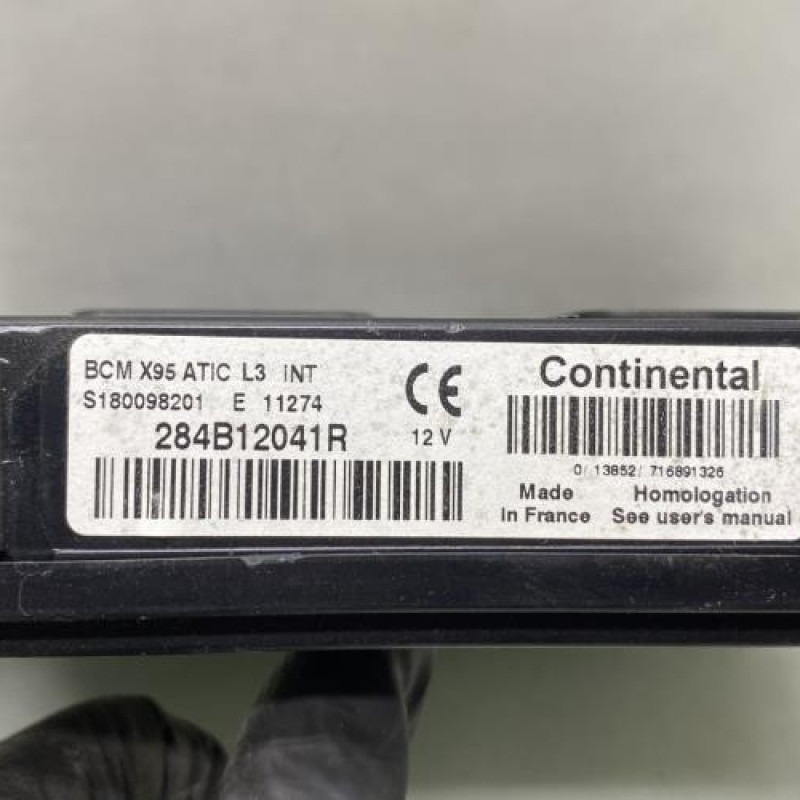 BCM X95 ATIC L3 INT
S180098201 E 11274
284B12041R
CE
12 V
Continental
0/ 13852/ 716891326
Made
In France
Homologation
See user's manual